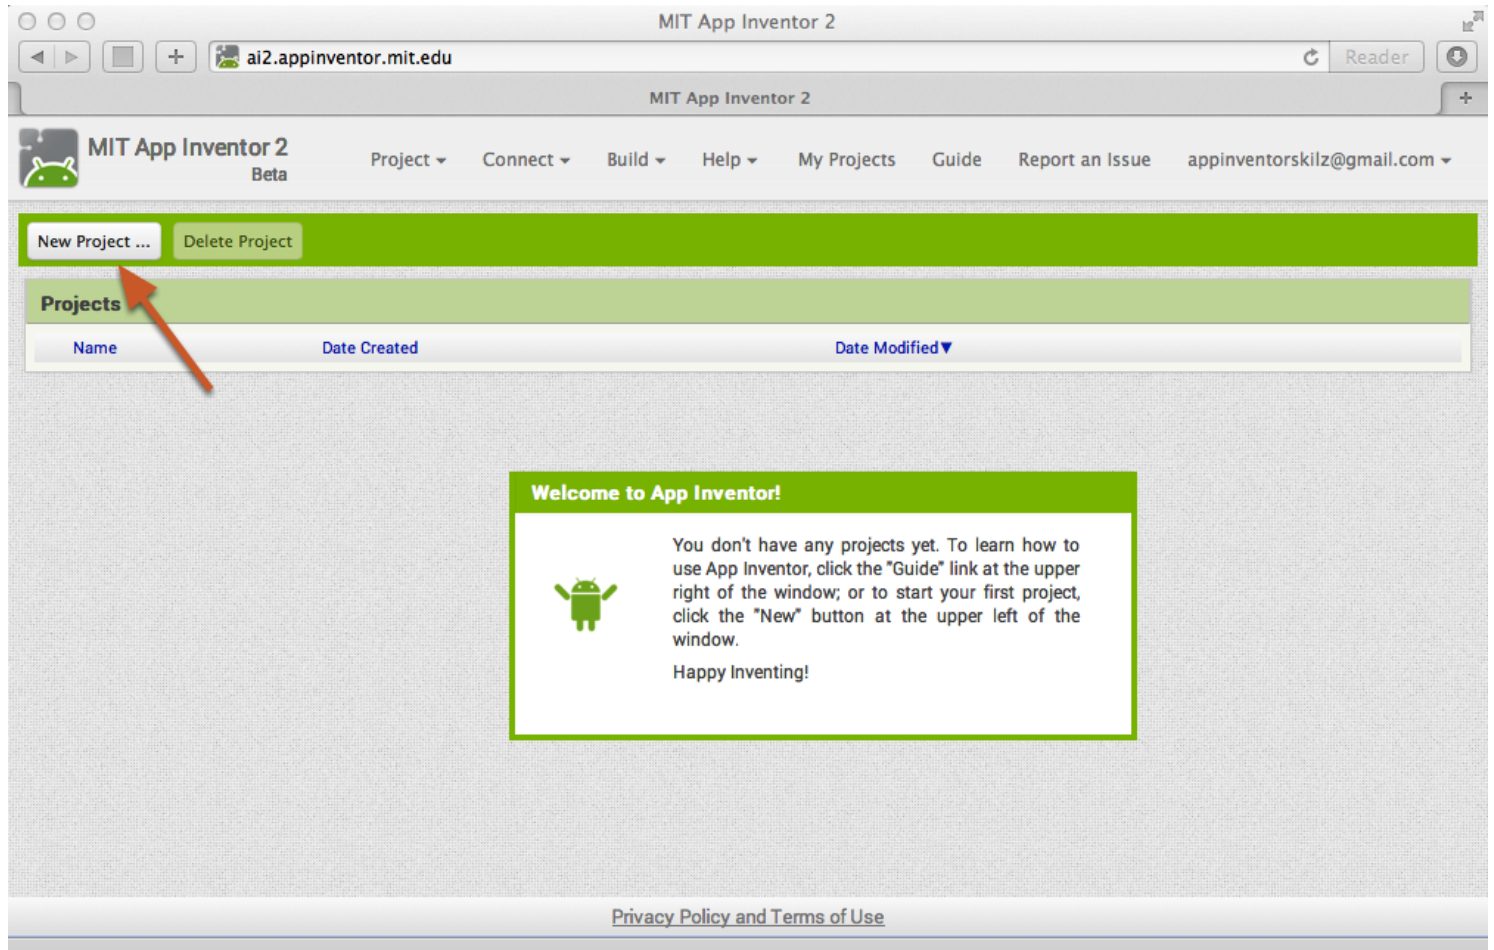 MIT App Inventor 2
ai2.appinventor.mit.edu
Reader
MIT App Inventor 2
MIT App Inventor 2
Beta
Project Connect Build Help My Projects Guide Report an Issue appinventorskilz@gmail.com
New Project ... Delete Project
Projects
Name Date Created Date Modified▼
Welcome to App Inventor!
You don't have any projects yet. To learn how to
use App Inventor, click the "Guide" link at the upper
right of the window; or to start your first project,
click the "New" button at the upper left of the
window.
Happy Inventing!
Privacy Policy and Terms of Use